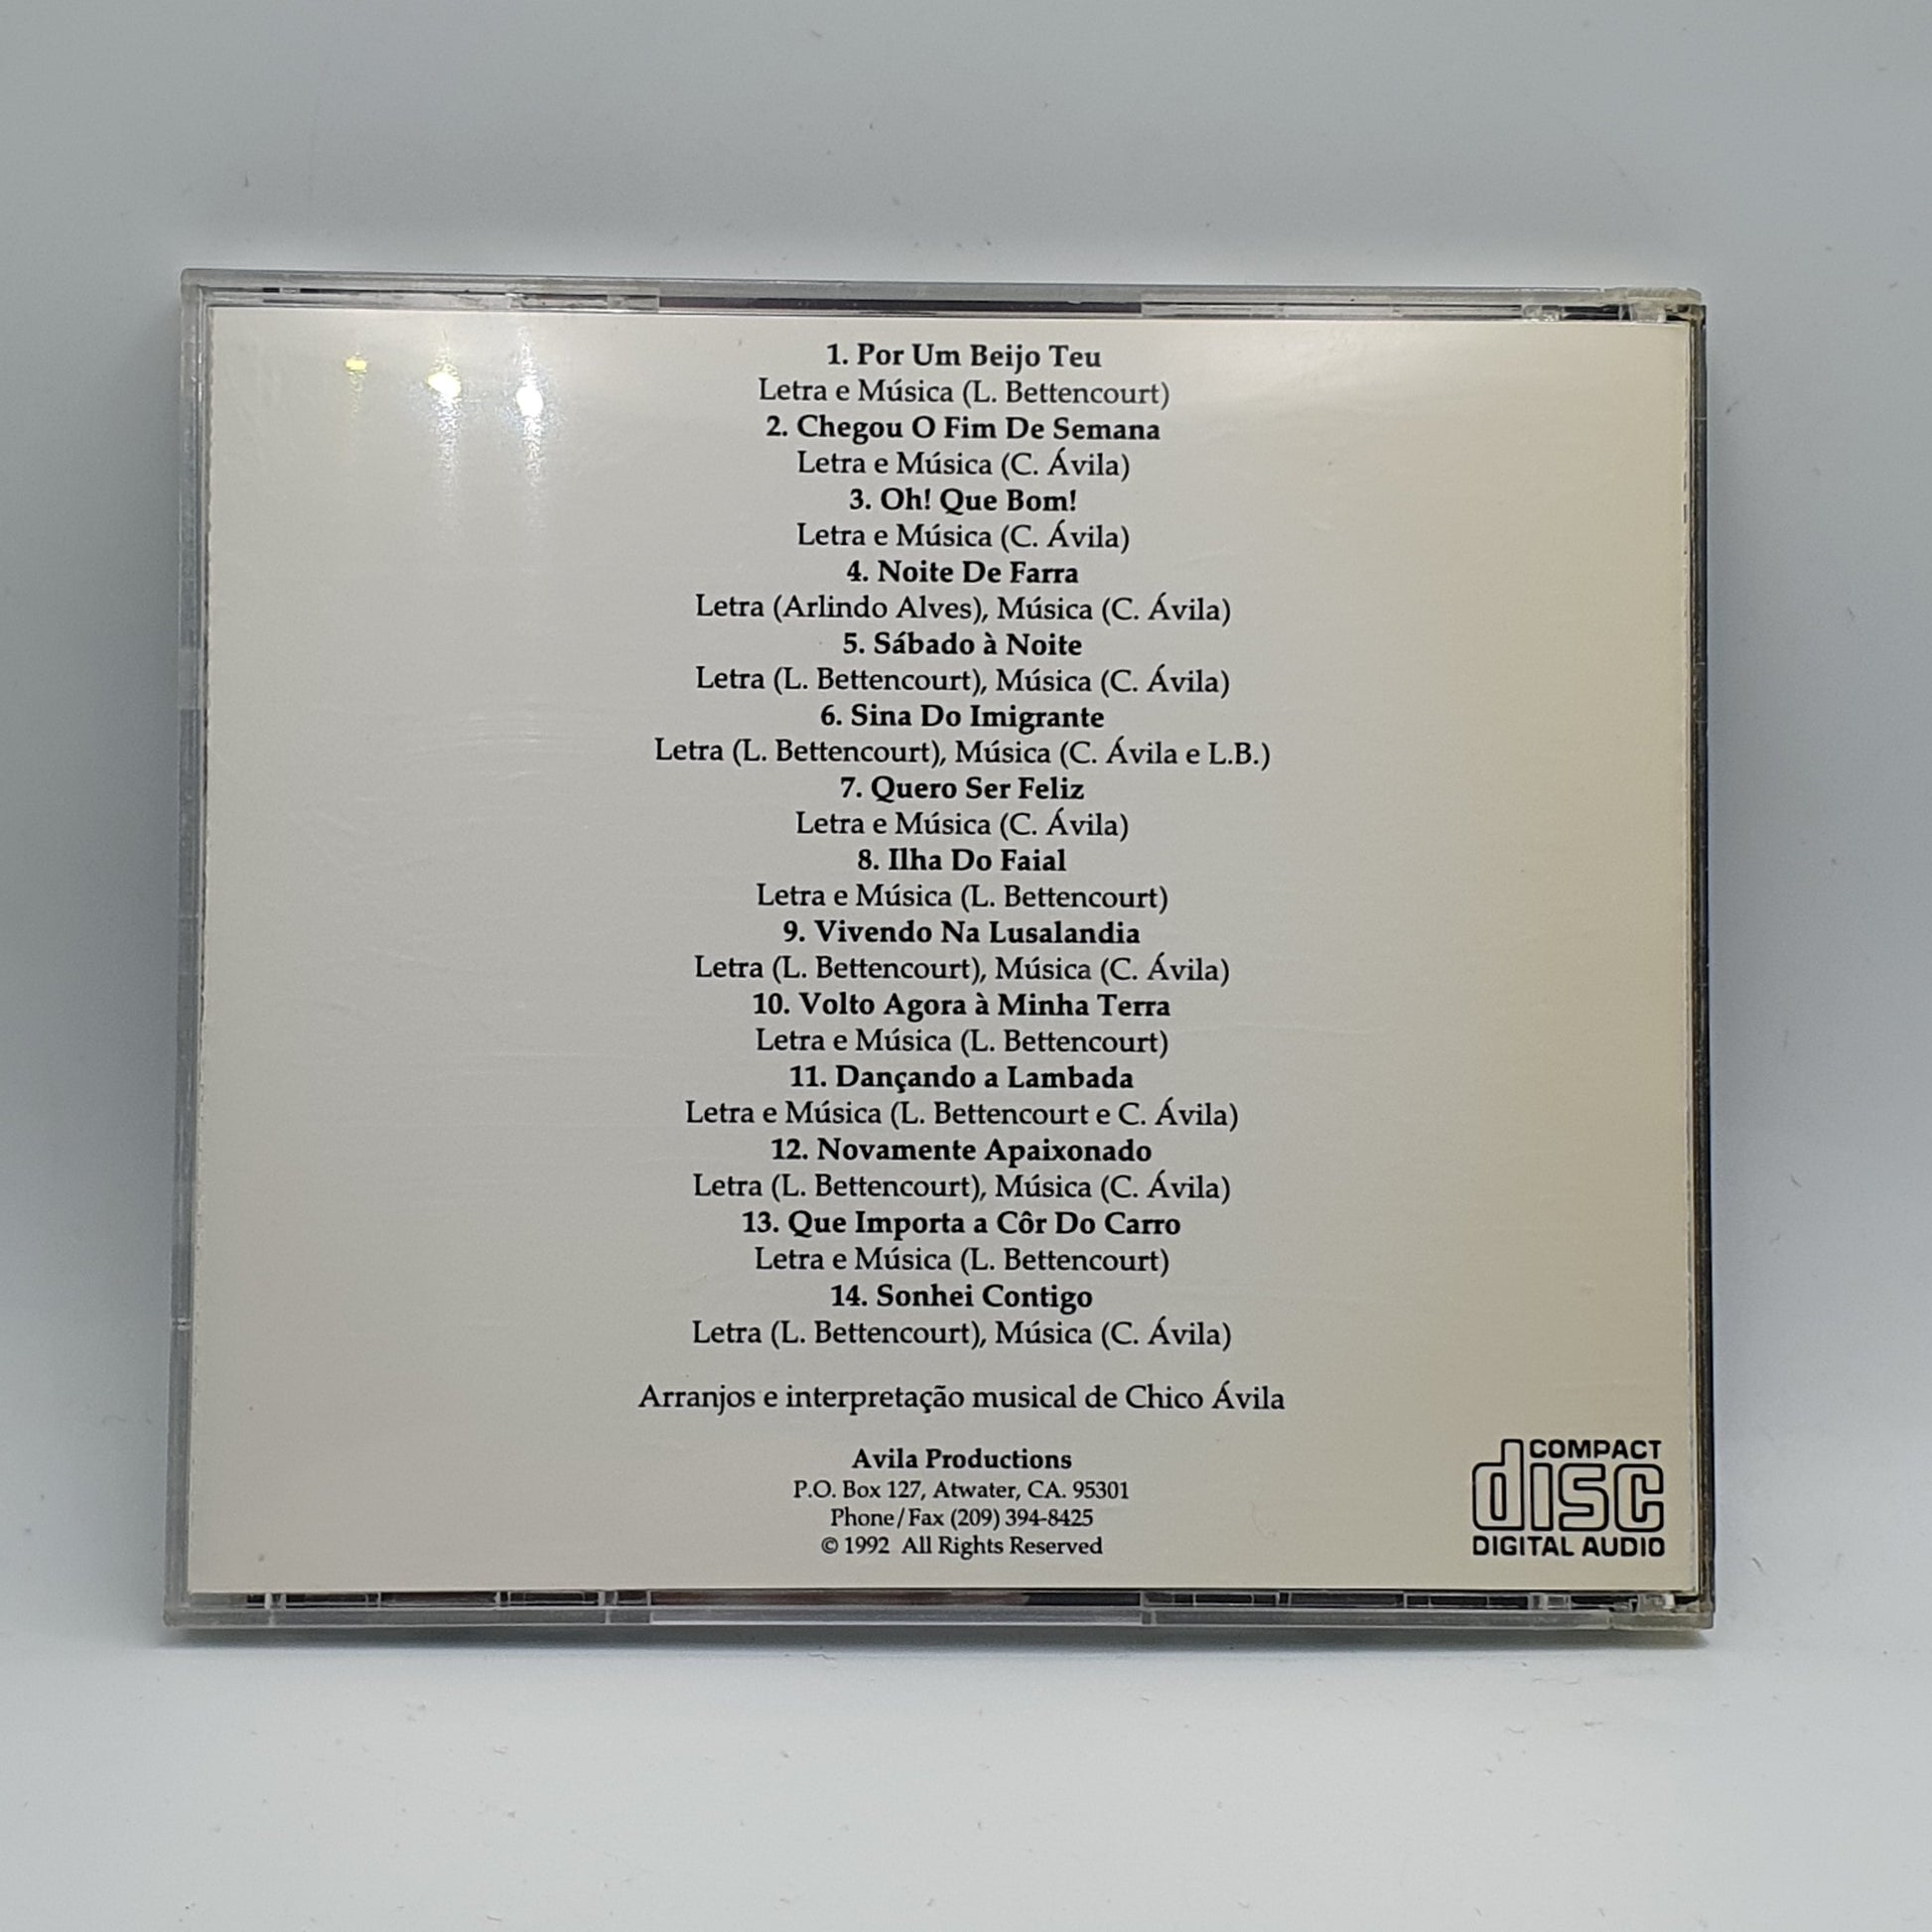 1. Por Um Beijo Teu
Letra e Música (L. Bettencourt)
2. Chegou O Fim De Semana
Letra e Música (C. Ávila)
3. Oh! Que Bom!
Letra e Música (C. Ávila)
4. Noite De Farra
Letra (Arlindo Alves), Música (C. Ávila)
5. Sábado à Noite
Letra (L. Bettencourt), Música (C. Ávila)
6. Sina Do Imigrante
Letra (L. Bettencourt), Música (C. Ávila e L.B.)
7. Quero Ser Feliz
Letra e Música (C. Ávila)
8. Ilha Do Faial
Letra e Música (L. Bettencourt)
9. Vivendo Na Lusalandia
Letra (L. Bettencourt), Música (C. Ávila)
10. Volto Agora à Minha Terra
Letra e Música (L. Bettencourt)
11. Dançando a Lambada
Letra e Música (L. Bettencourt e C. Ávila)
12. Novamente Apaixonado
Letra (L. Bettencourt), Música (C. Ávila)
13. Que Importa a Côr Do Carro
Letra e Música (L. Bettencourt)
14. Sonhei Contigo
Letra (L. Bettencourt), Música (C. Ávila)
Arranjos e interpretação musical de Chico Ávila
Avila Productions
P.O. Box 127, Atwater, CA. 95301
Phone/Fax (209) 394-8425
© 1992 All Rights Reserved
COMPACT
disc
DIGITAL AUDIO